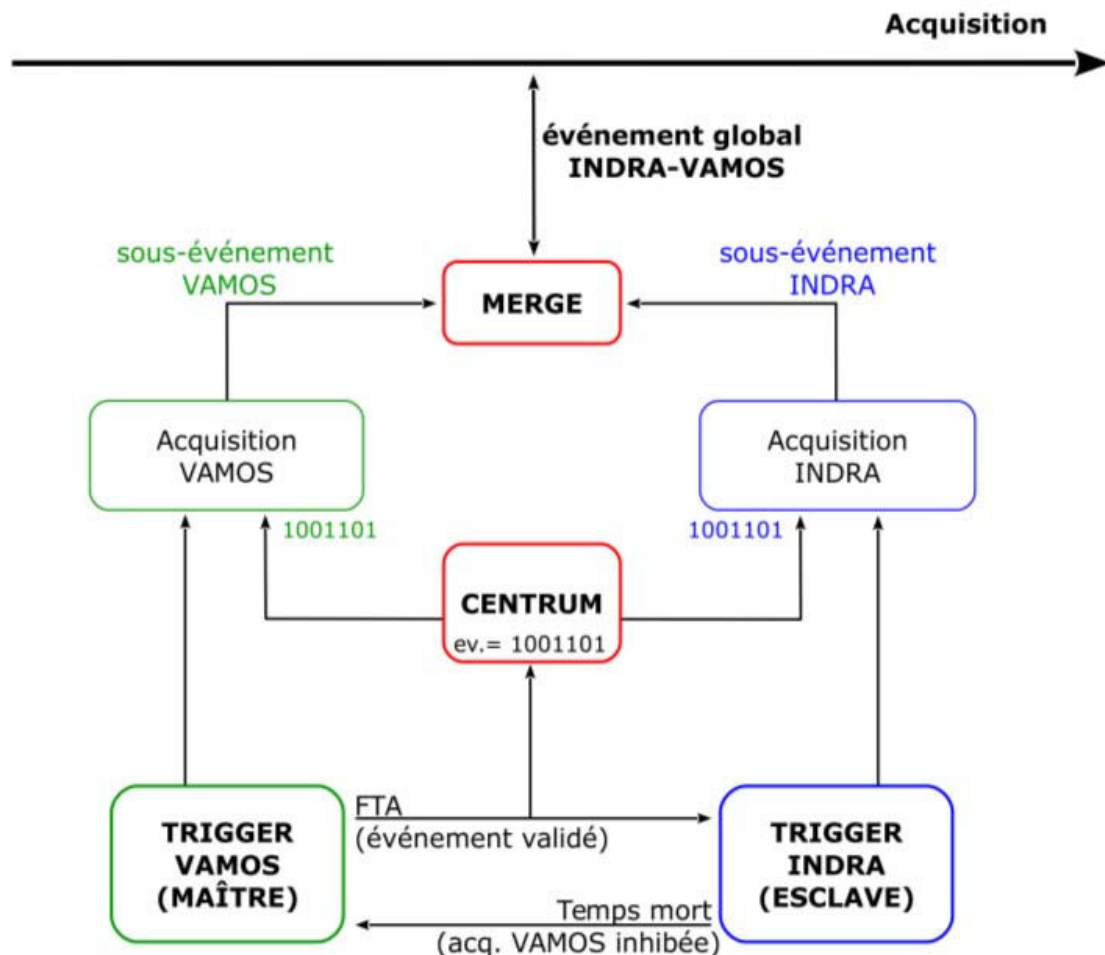 Acquisition
événement global
INDRA-VAMOS
sous-événement
VAMOS
sous-événement
INDRA
MERGE
Acquisition
VAMOS
Acquisition
INDRA
1001101
1001101
CENTRUM
ev.= 1001101
TRIGGER
VAMOS
(MAÎTRE)
FTA
(événement validé)
Temps mort
(acq. VAMOS inhibée)
TRIGGER
INDRA
(ESCLAVE)